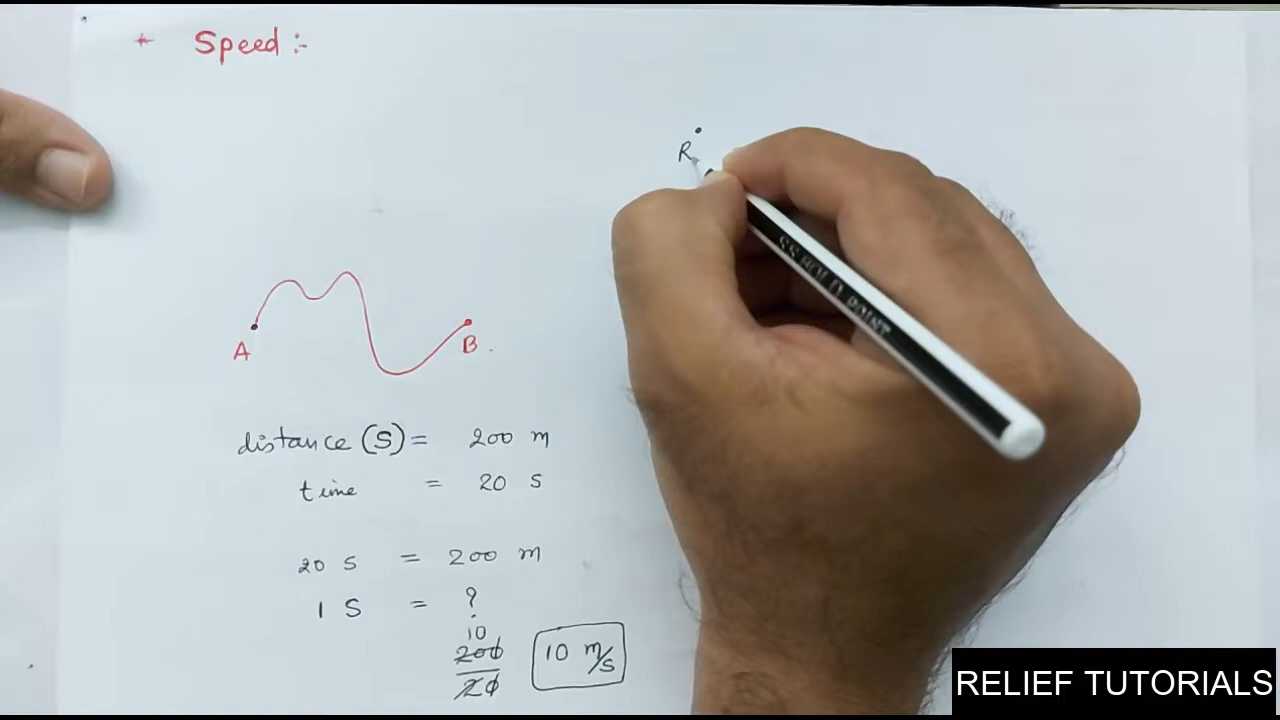 * Speed :-
R
A
B
distance (S) = 200 m
time = 20 s
20 s = 200 m
1 S = ?
10
200
20
10 m/s
RELIEF TUTORIALS